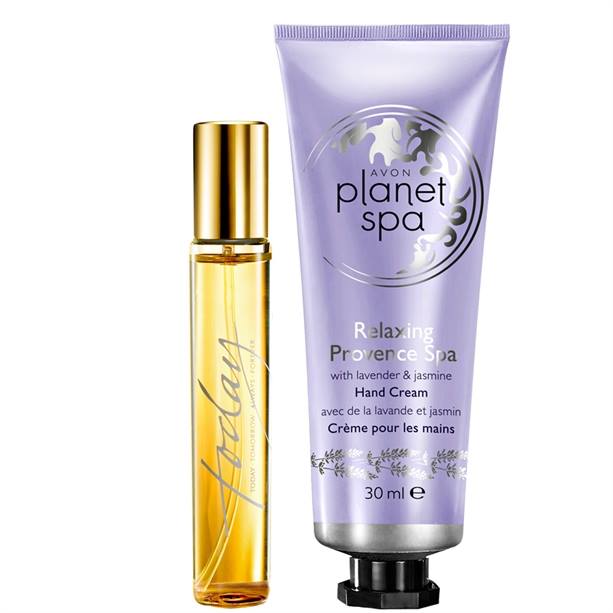 today
TODAY · TOMORROW · ALWAYS · FOREVER
AVON
planet
spa
Relaxing
Provence Spa
with lavender & jasmine
Hand Cream
avec de la lavande et jasmin
Crème pour les mains
30 ml ℮